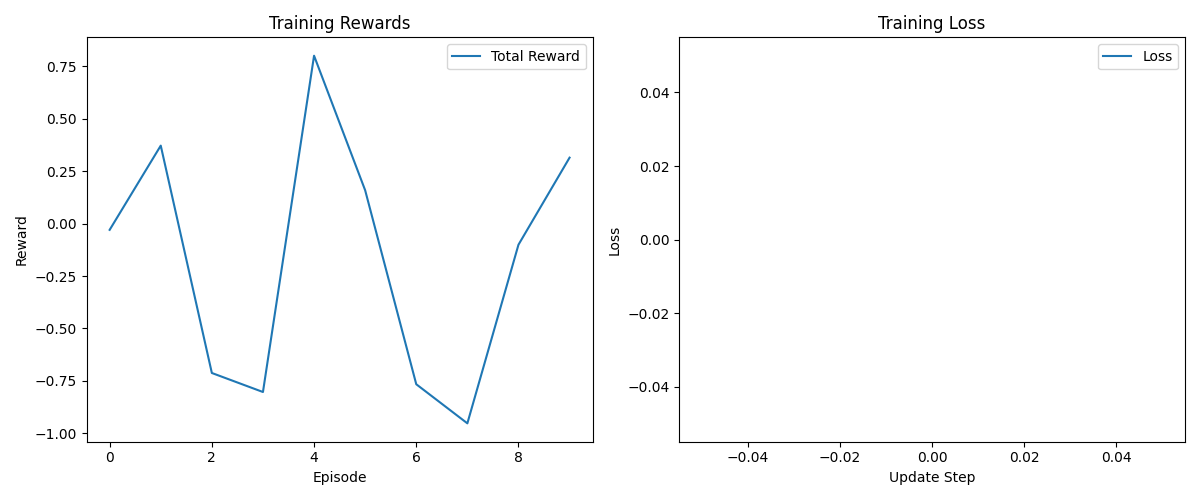 Training Rewards
Total Reward
0.75
0.50
0.25
0.00
−0.25
−0.50
−0.75
−1.00
Reward
0
2
4
6
8
Episode
Training Loss
Loss
0.04
0.02
0.00
−0.02
−0.04
Loss
−0.04
−0.02
0.00
0.02
0.04
Update Step